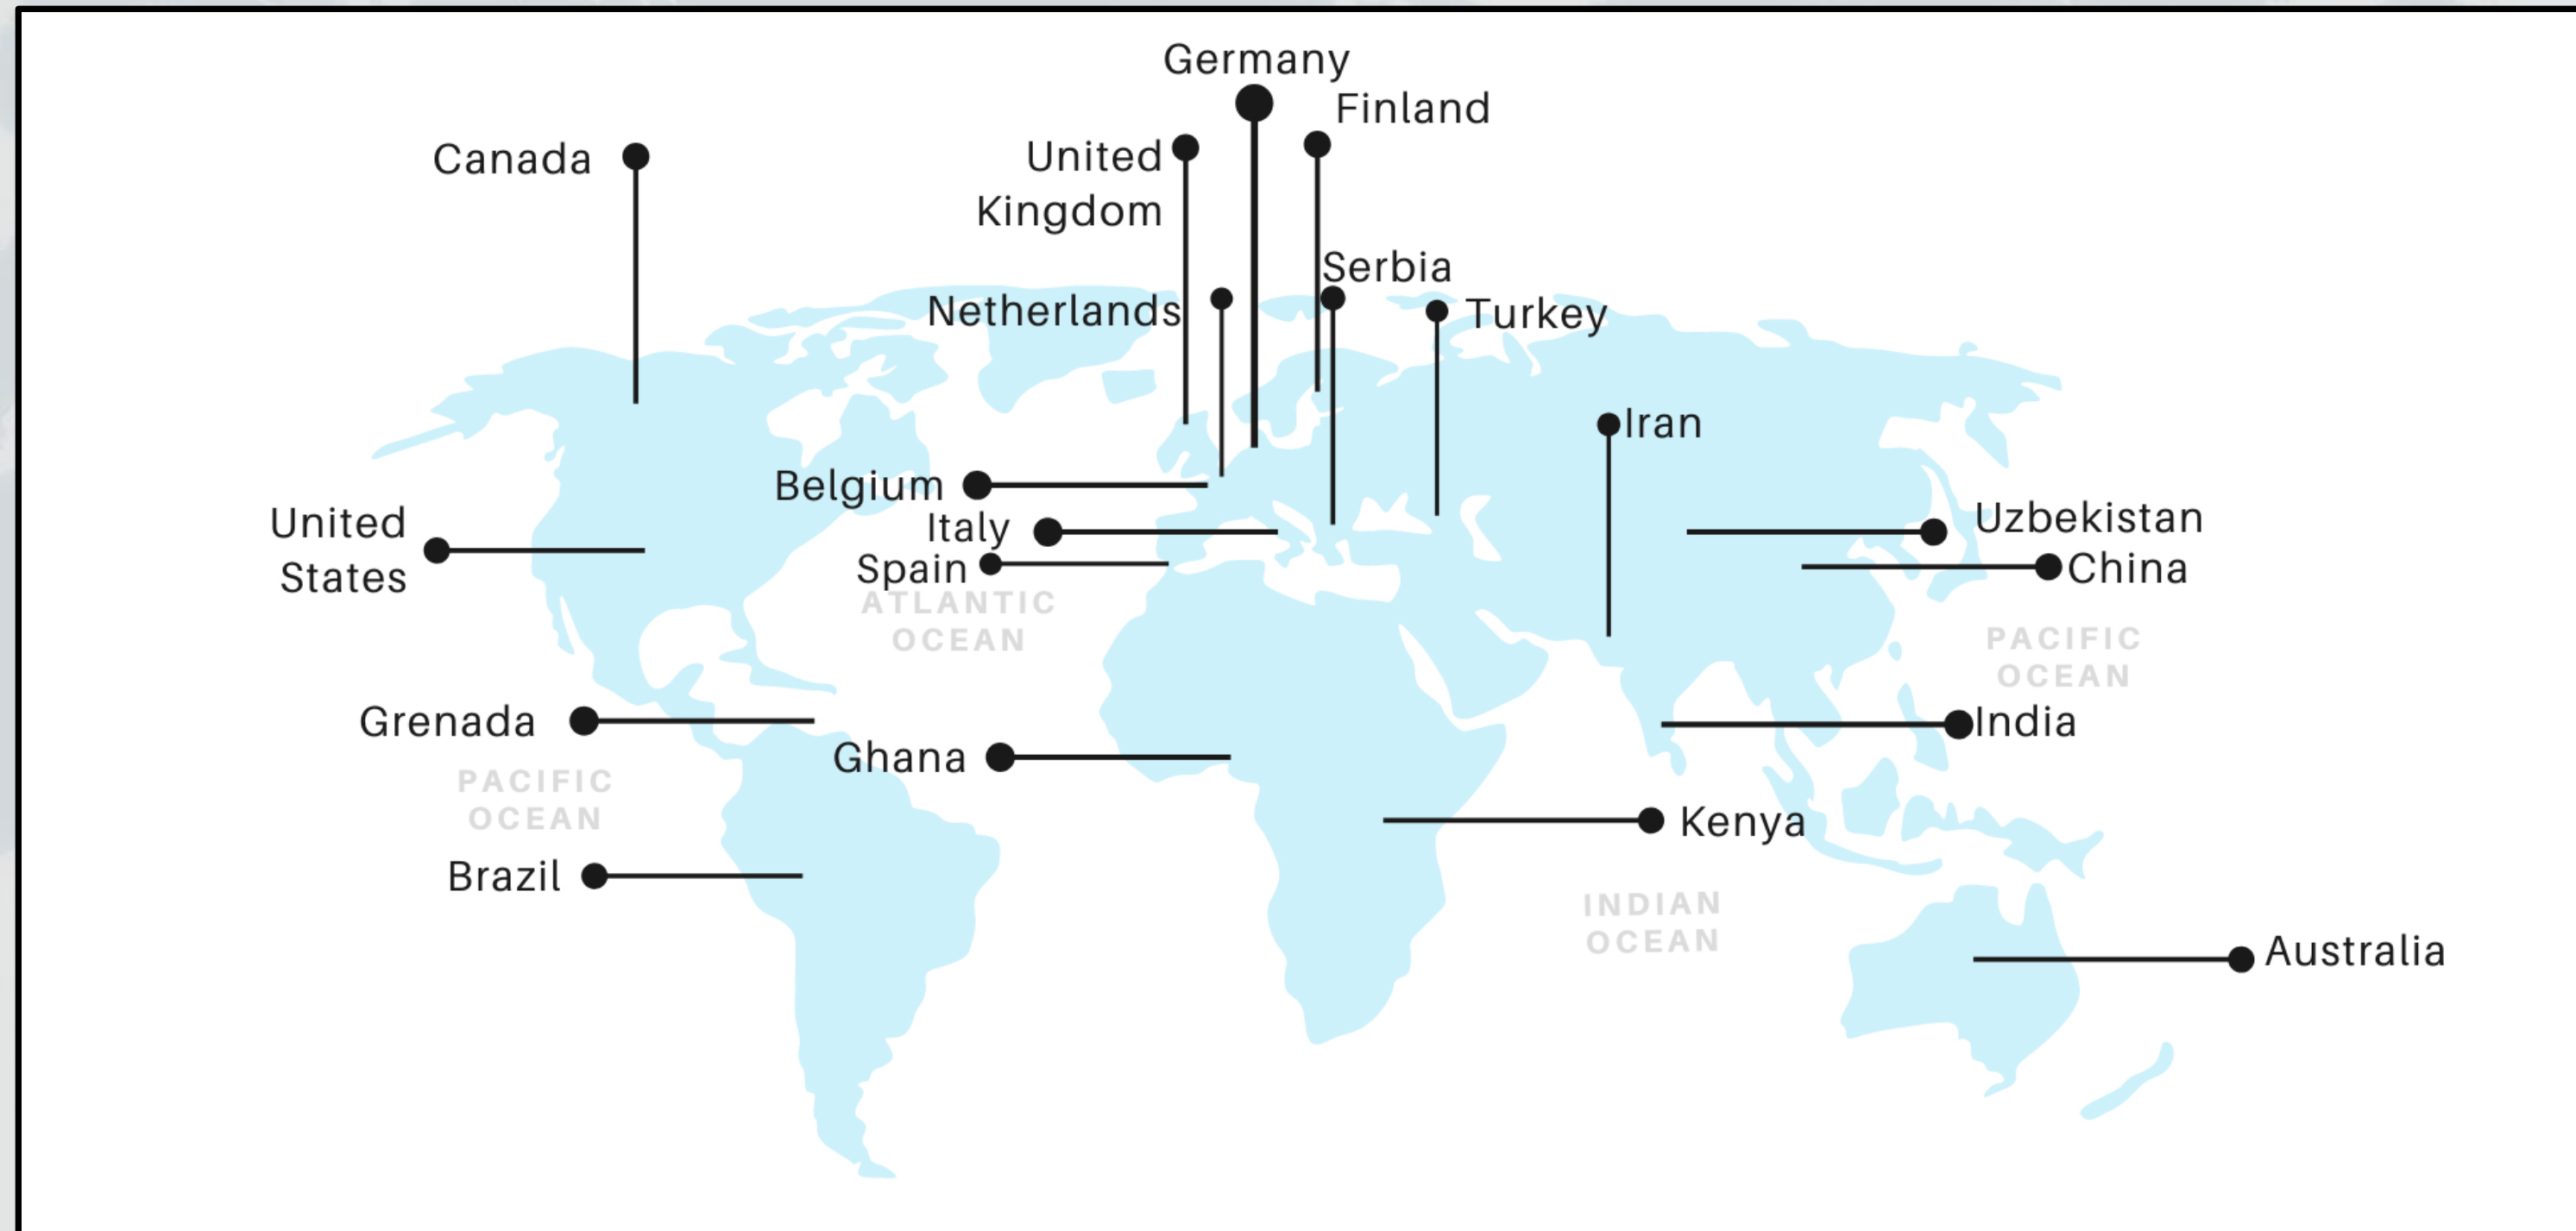 Germany
Finland
Canada
United
Kingdom
Serbia
Netherlands
Turkey
Iran
Belgium
United
States
Italy
Uzbekistan
Spain
China
ATLANTIC
OCEAN
PACIFIC
OCEAN
Grenada
India
Ghana
PACIFIC
OCEAN
Kenya
Brazil
INDIAN
OCEAN
Australia